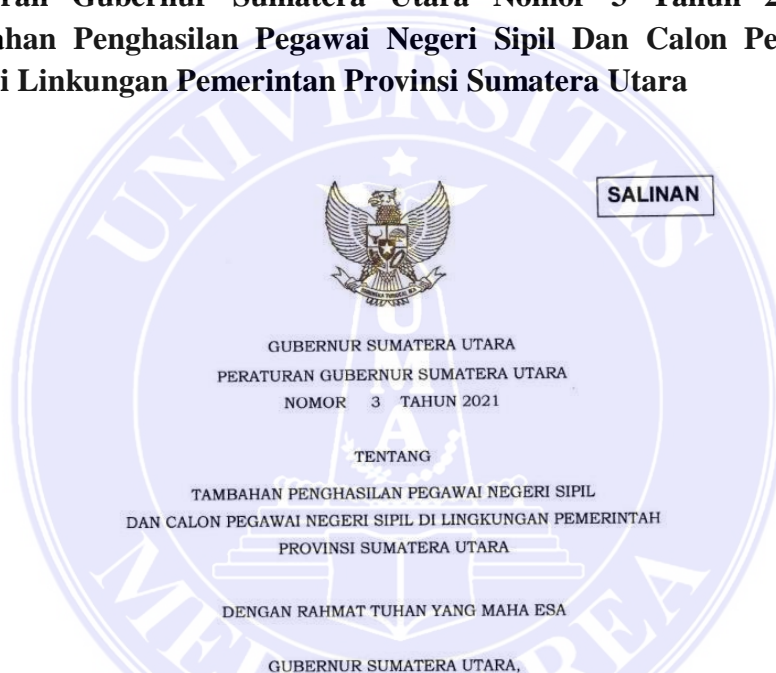 ran Gubernur Sumatera Utara Nomor 3 Tahun 2
ahan Penghasilan Pegawai Negeri Sipil Dan Calon Pe
i Linkungan Pemerintan Provinsi Sumatera Utara
UNIVERSITAS
SALINAN
UMA
GUBERNUR SUMATERA UTARA
PERATURAN GUBERNUR SUMATERA UTARA
NOMOR 3 TAHUN 2021
TENTANG
TAMBAHAN PENGHASILAN PEGAWAI NEGERI SIPIL
DAN CALON PEGAWAI NEGERI SIPIL DI LINGKUNGAN PEMERINTAH
PROVINSI SUMATERA UTARA
DENGAN RAHMAT TUHAN YANG MAHA ESA
GUBERNUR SUMATERA UTARA,